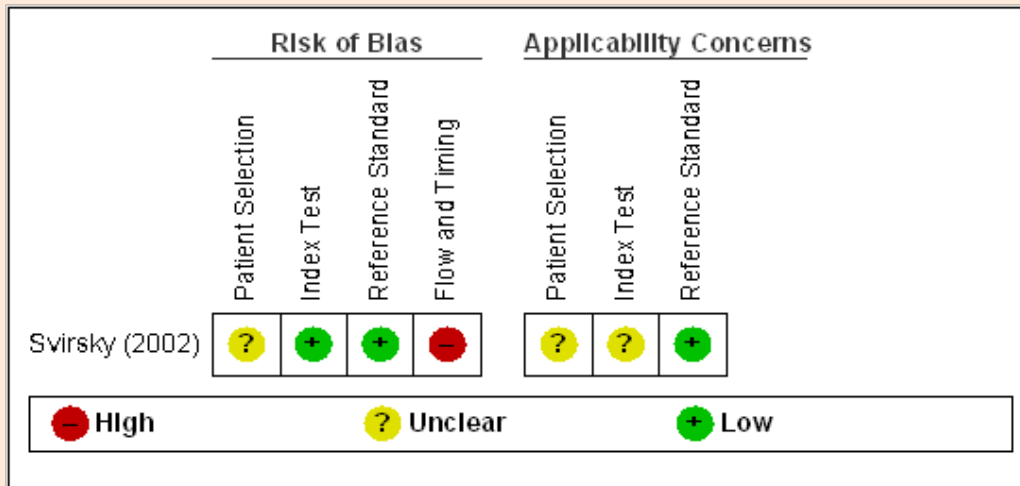 Risk of Bias
Applicability Concerns
Patient Selection
Index Test
Reference Standard
Flow and Timing
Patient Selection
Index Test
Reference Standard
Svirsky (2002)
? + + –
? ? +
– High
? Unclear
+ Low